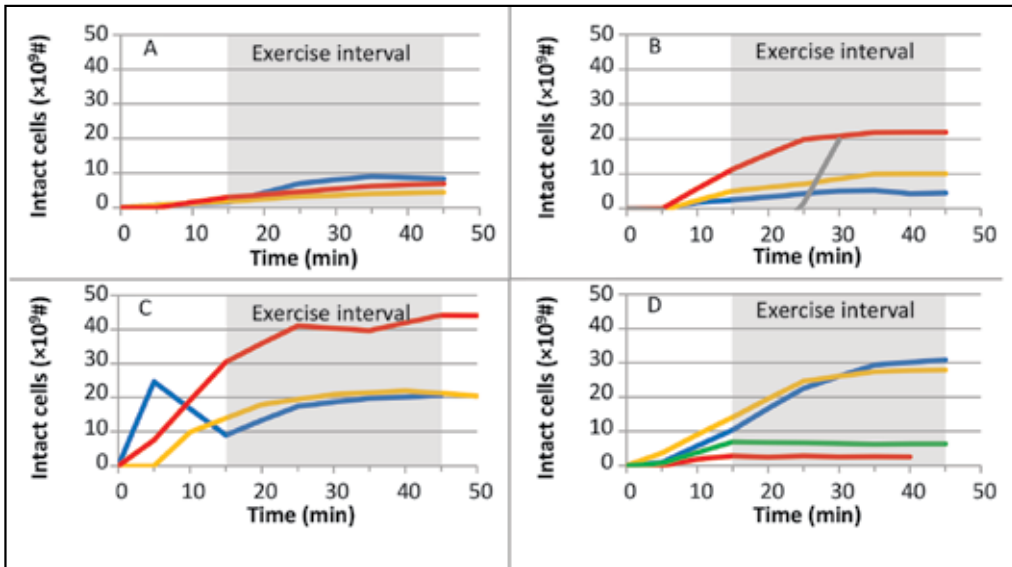 50 A
Exercise interval
40
30
20
10
0
0 10 20 30 40 50
Time (min)
Intact cells (×10⁹#)
50 B
Exercise interval
40
30
20
10
0
0 10 20 30 40 50
Time (min)
Intact cells (×10⁹#)
50 C
Exercise interval
40
30
20
10
0
0 10 20 30 40 50
Time (min)
Intact cells (×10⁹#)
50 D
Exercise interval
40
30
20
10
0
0 10 20 30 40 50
Time (min)
Intact cells (×10⁹#)